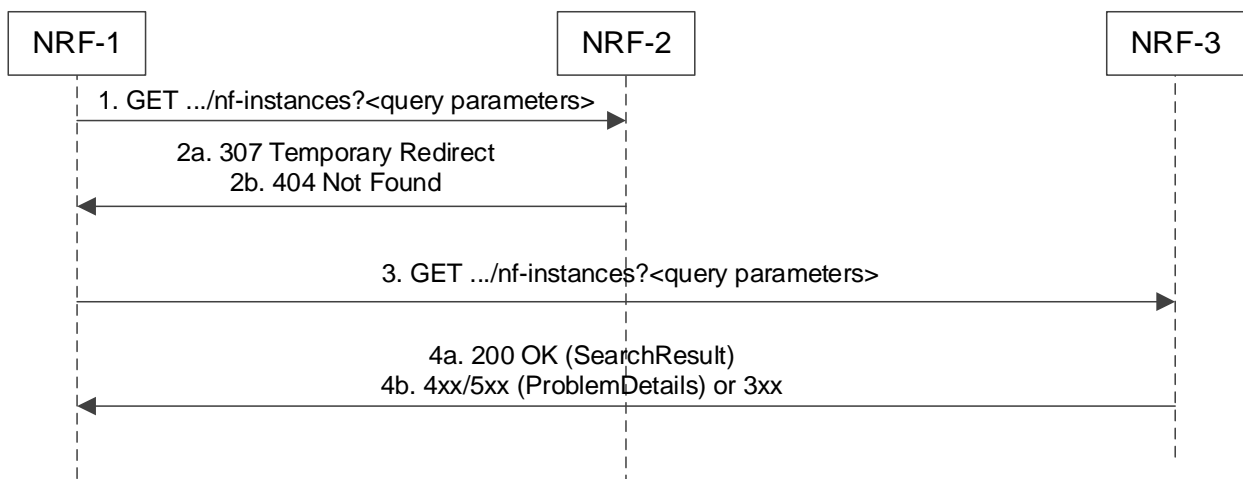 NRF-1
NRF-2
NRF-3
1. GET .../nf-instances?<query parameters>
2a. 307 Temporary Redirect
2b. 404 Not Found
3. GET .../nf-instances?<query parameters>
4a. 200 OK (SearchResult)
4b. 4xx/5xx (ProblemDetails) or 3xx